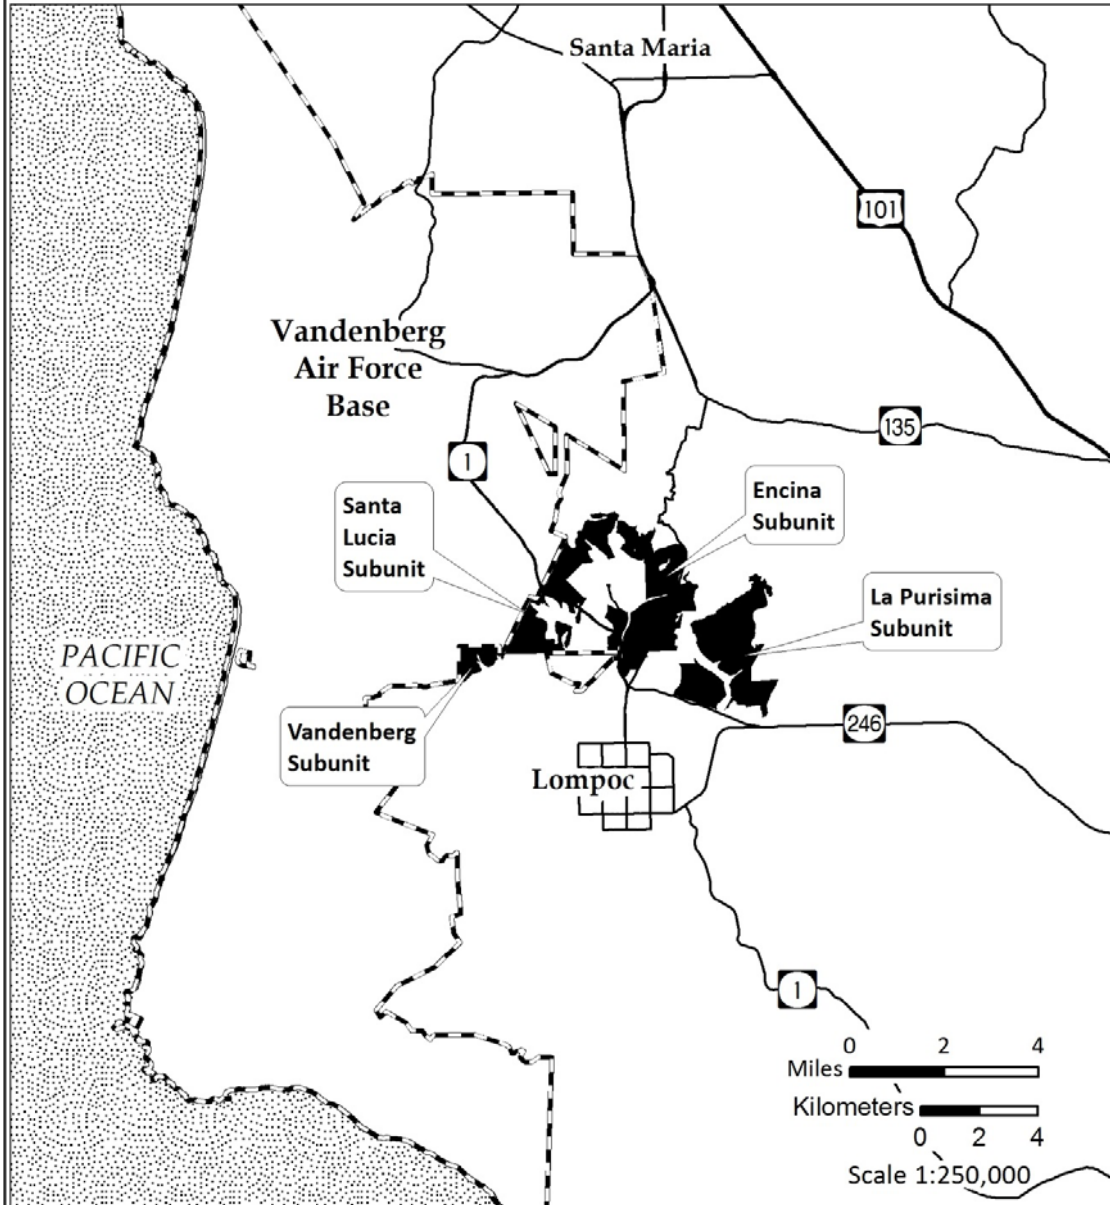 Santa Maria
101
Vandenberg
Air Force
Base
135
1
Encina
Subunit
Santa
Lucia
Subunit
La Purisima
Subunit
PACIFIC
OCEAN
Vandenberg
Subunit
246
Lompoc
1
0 2 4
Miles
Kilometers
0 2 4
Scale 1:250,000